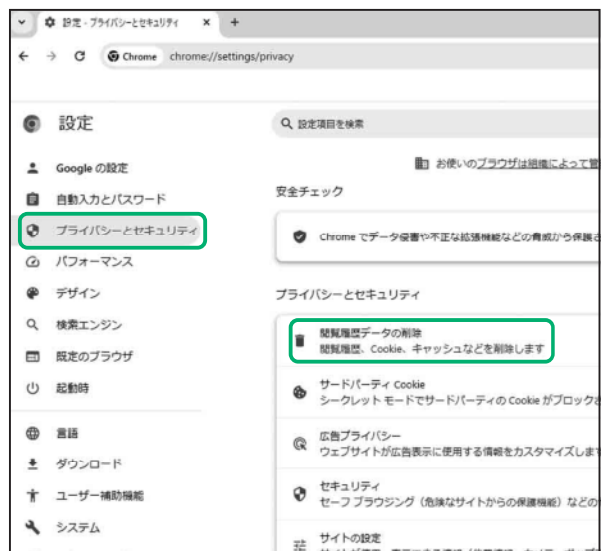 設定 - プライバシーとセキュリティ
Chrome
chrome://settings/privacy
設定
設定項目を検索
お使いのブラウザは組織によって管
Google の設定
自動入力とパスワード
プライバシーとセキュリティ
パフォーマンス
デザイン
検索エンジン
既定のブラウザ
起動時
言語
ダウンロード
ユーザー補助機能
システム
安全チェック
Chrome でデータ侵害や不正な拡張機能などの脅威から保護さ
プライバシーとセキュリティ
閲覧履歴データの削除
閲覧履歴、Cookie、キャッシュなどを削除します
サードパーティ Cookie
シークレット モードでサードパーティの Cookie がブロックさ
広告プライバシー
ウェブサイトが広告表示に使用する情報をカスタマイズしま
セキュリティ
セーフ ブラウジング（危険なサイトからの保護機能）などの
サイトの設定